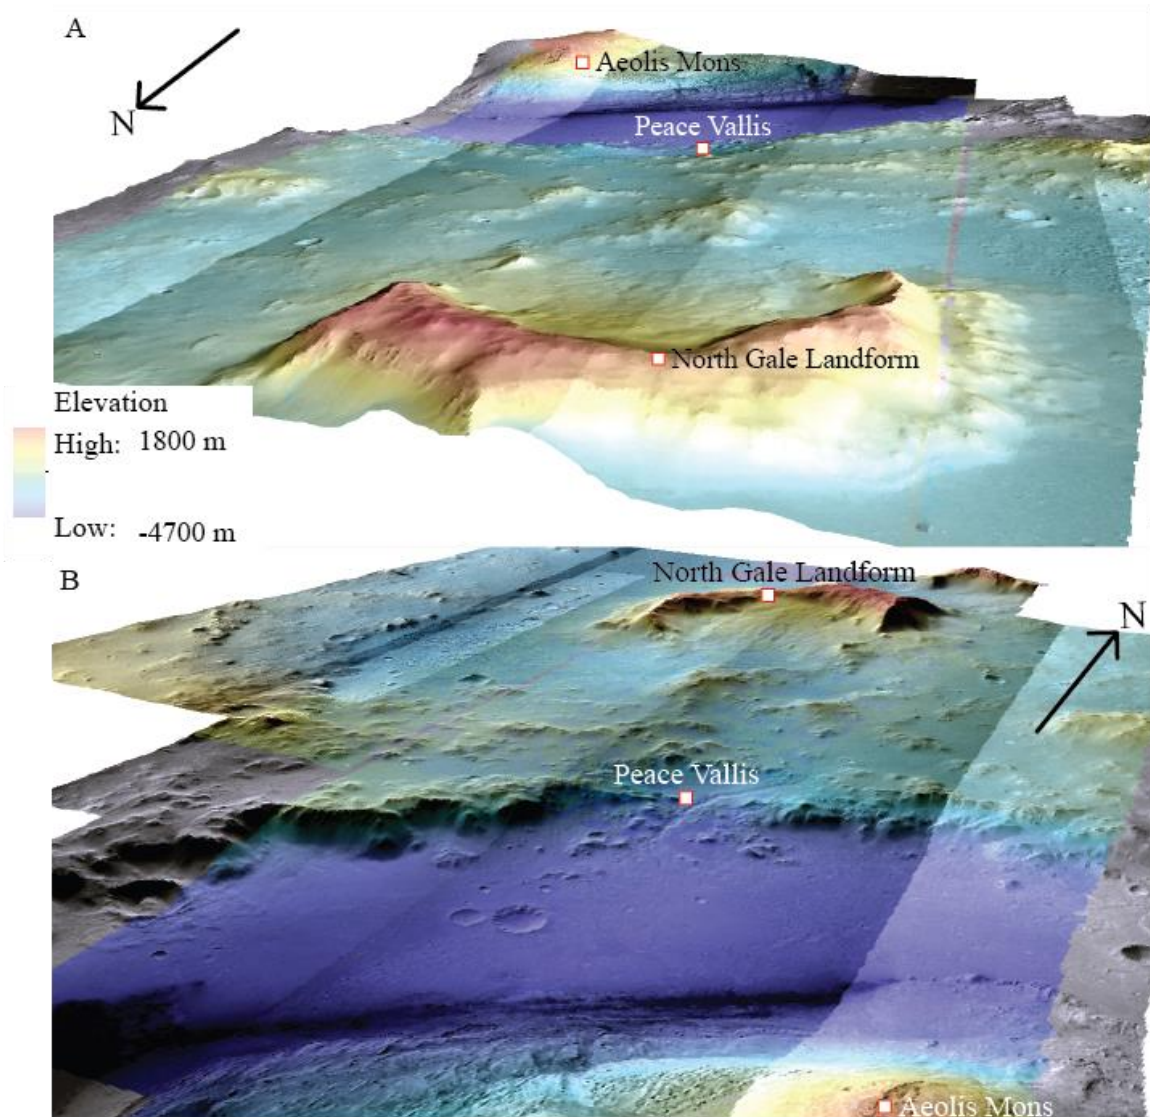 A
N
Aeolis Mons
Peace Vallis
North Gale Landform
Elevation
High: 1800 m
Low: -4700 m
B
North Gale Landform
N
Peace Vallis
Aeolis Mons